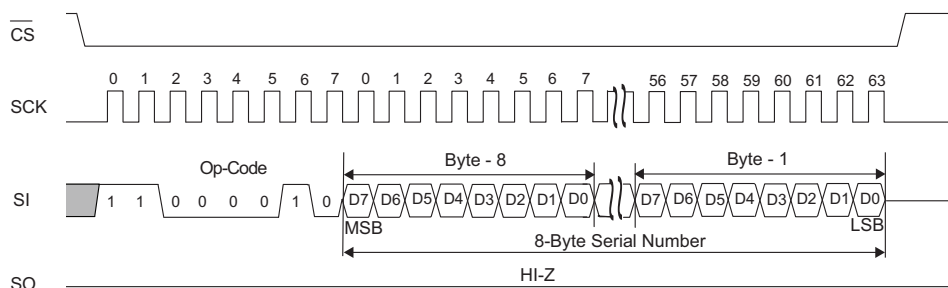 CS
0 1 2 3 4 5 6 7 0 1 2 3 4 5 6 7 56 57 58 59 60 61 62 63
SCK
Op-Code Byte - 8 Byte - 1
SI 1 1 0 0 0 0 1 0 D7 D6 D5 D4 D3 D2 D1 D0 D7 D6 D5 D4 D3 D2 D1 D0
MSB LSB
8-Byte Serial Number
HI-Z
SO